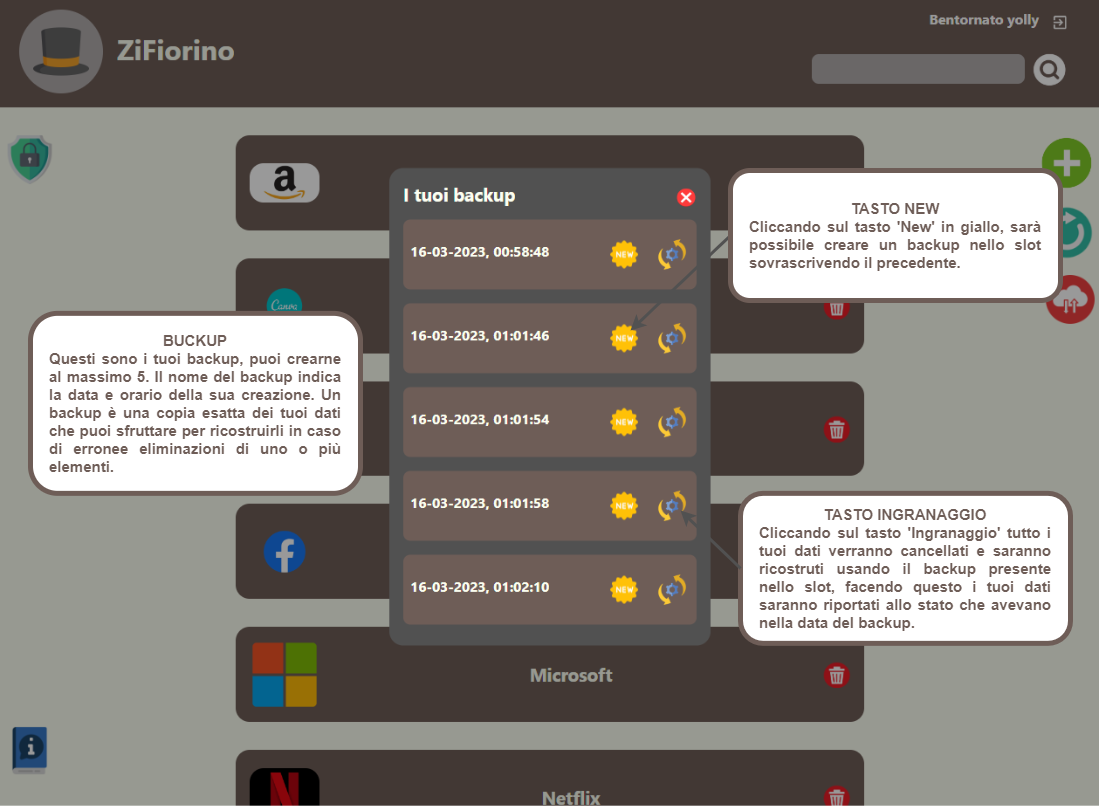 Bentornato yolly
ZiFiorino
a
I tuoi backup
TASTO NEW
Cliccando sul tasto 'New' in giallo, sarà
possibile creare un backup nello slot
sovrascrivendo il precedente.
16-03-2023, 00:58:48
NEW
Canva
16-03-2023, 01:01:46
NEW
BUCKUP
Questi sono i tuoi backup, puoi crearne
al massimo 5. Il nome del backup indica
la data e orario della sua creazione. Un
backup è una copia esatta dei tuoi dati
che puoi sfruttare per ricostruirli in caso
di erronee eliminazioni di uno o più
elementi.
16-03-2023, 01:01:54
NEW
16-03-2023, 01:01:58
NEW
f
TASTO INGRANAGGIO
Cliccando sul tasto 'Ingranaggio' tutto i
tuoi dati verranno cancellati e saranno
ricostruti usando il backup presente
nello slot, facendo questo i tuoi dati
saranno riportati allo stato che avevano
nella data del backup.
16-03-2023, 01:02:10
NEW
Microsoft
i
N
Netflix